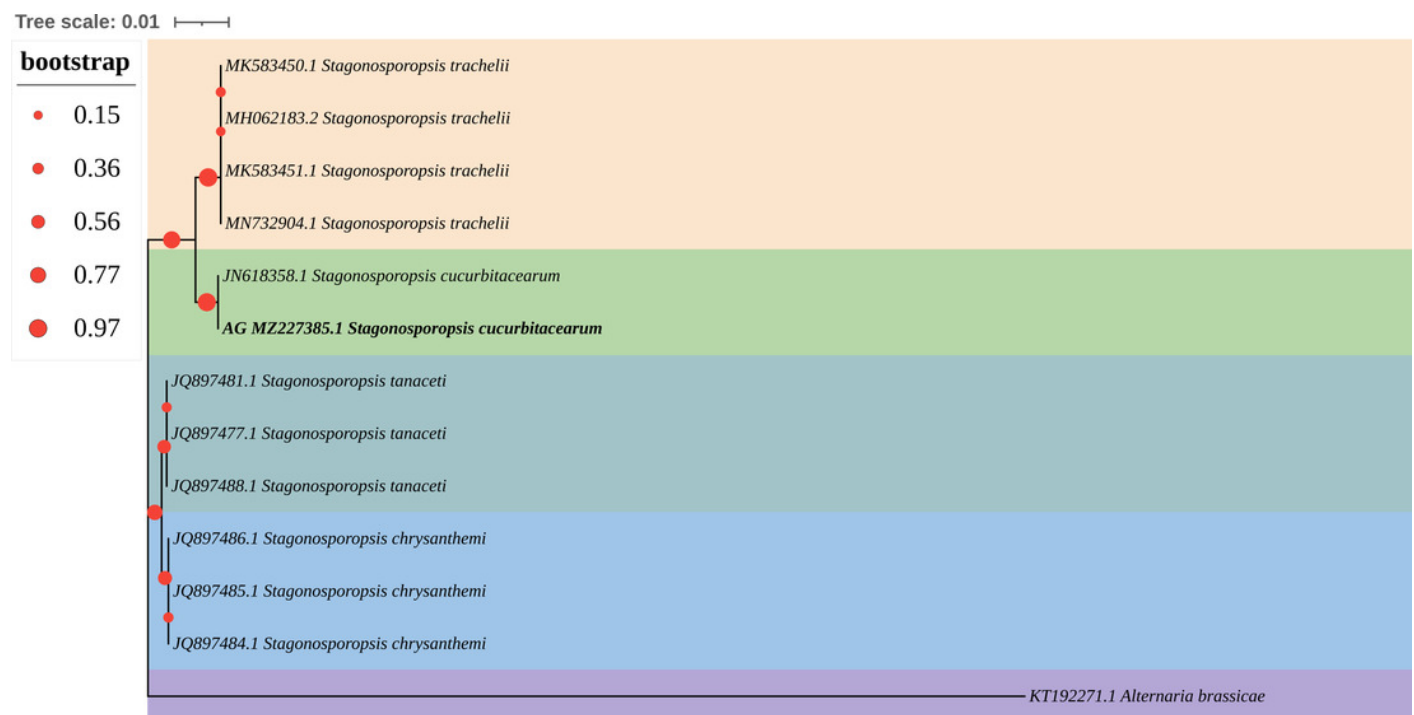 Tree scale: 0.01
bootstrap
0.15
0.36
0.56
0.77
0.97
MK583450.1 Stagonosporopsis trachelii
MH062183.2 Stagonosporopsis trachelii
MK583451.1 Stagonosporopsis trachelii
MN732904.1 Stagonosporopsis trachelii
JN618358.1 Stagonosporopsis cucurbitacearum
AG MZ227385.1 Stagonosporopsis cucurbitacearum
JQ897481.1 Stagonosporopsis tanaceti
JQ897477.1 Stagonosporopsis tanaceti
JQ897488.1 Stagonosporopsis tanaceti
JQ897486.1 Stagonosporopsis chrysanthemi
JQ897485.1 Stagonosporopsis chrysanthemi
JQ897484.1 Stagonosporopsis chrysanthemi
KT192271.1 Alternaria brassicae